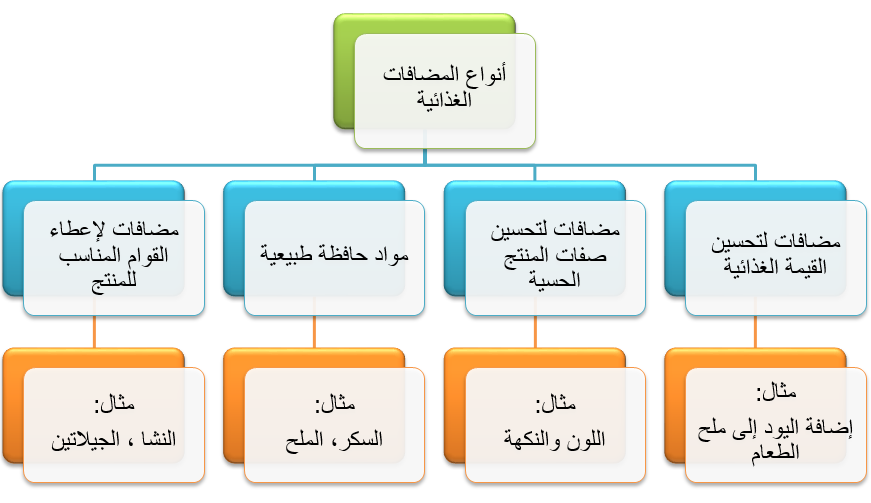 أنواع المضافات
الغذائية
مضافات لتحسين
القيمة الغذائية
مضافات لتحسين
صفات المنتج
الحسية
مواد حافظة طبيعية
مضافات لإعطاء
القوام المناسب
للمنتج
مثال:
إضافة اليود إلى ملح
الطعام
مثال:
اللون والنكهة
مثال:
السكر، الملح
مثال:
النشا ، الجيلاتين